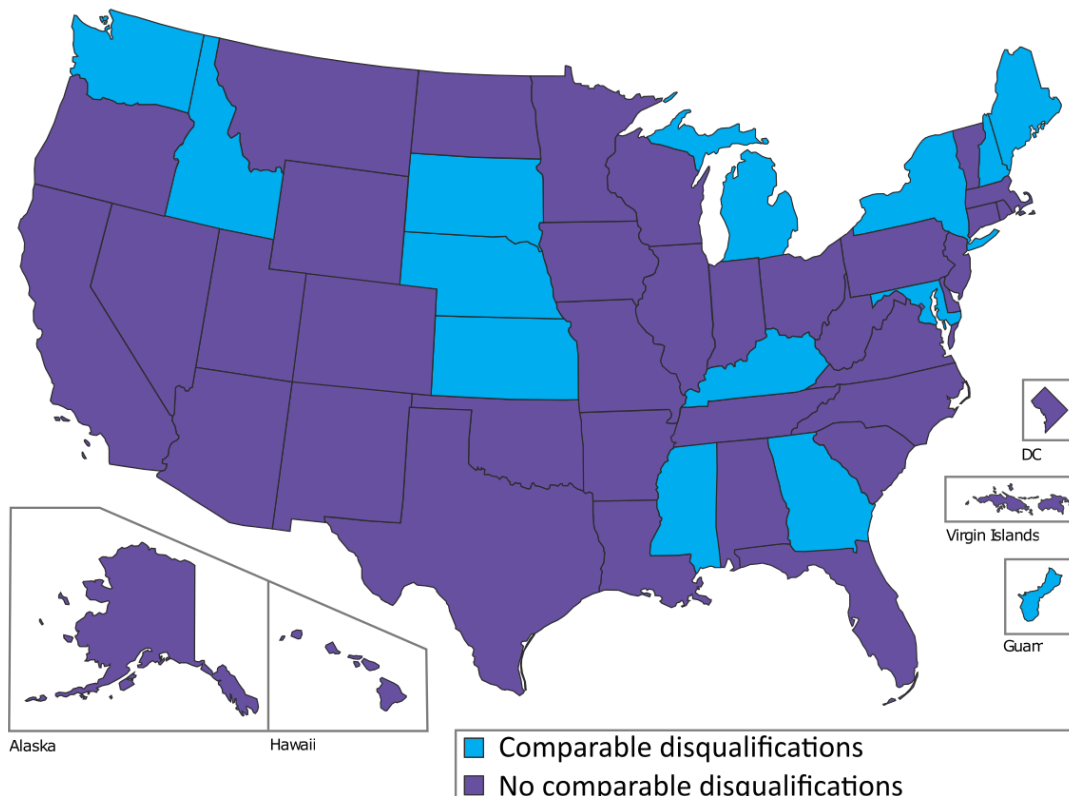 DC
Virgin Islands
Guam
Alaska
Hawaii
Comparable disqualifications
No comparable disqualifications